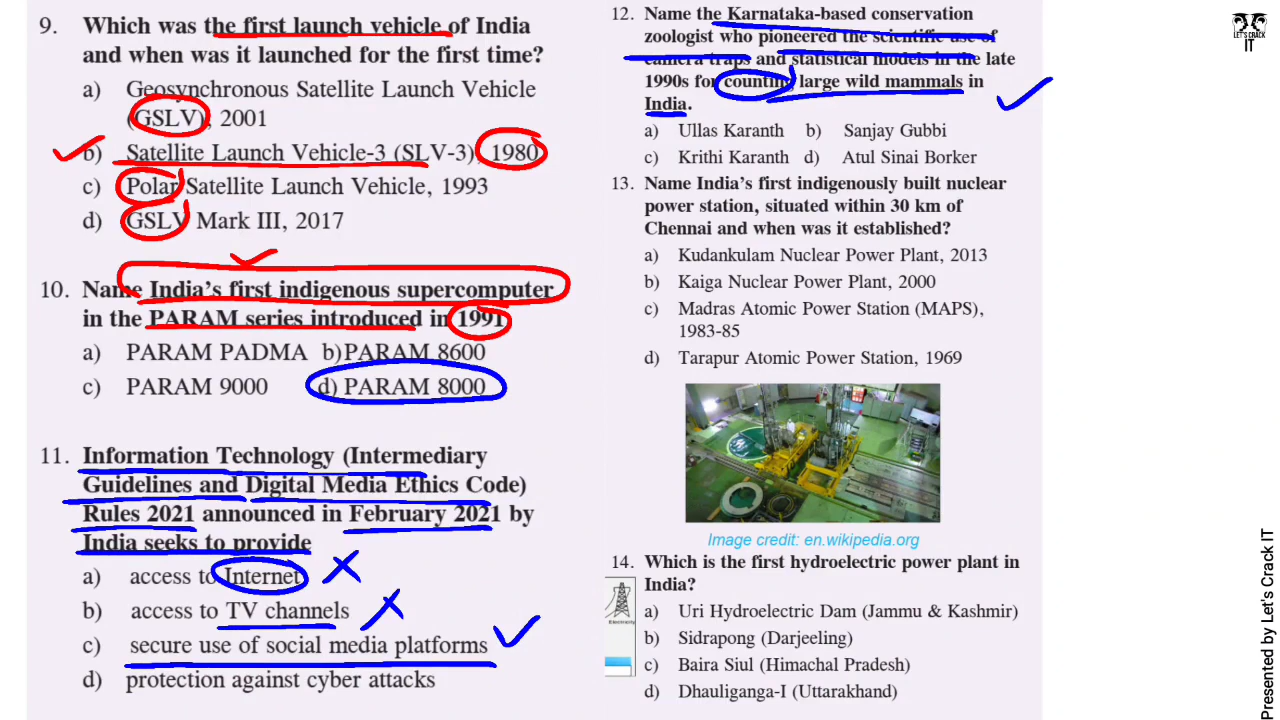 9. Which was the first launch vehicle of India
and when was it launched for the first time?
a) Geosynchronous Satellite Launch Vehicle
(GSLV), 2001
b) Satellite Launch Vehicle-3 (SLV-3), 1980
c) Polar Satellite Launch Vehicle, 1993
d) GSLV Mark III, 2017
10. Name India's first indigenous supercomputer
in the PARAM series introduced in 1991
a) PARAM PADMA b) PARAM 8600
c) PARAM 9000 d) PARAM 8000
11. Information Technology (Intermediary
Guidelines and Digital Media Ethics Code)
Rules 2021 announced in February 2021 by
India seeks to provide
a) access to Internet
b) access to TV channels
c) secure use of social media platforms
d) protection against cyber attacks
12. Name the Karnataka-based conservation
zoologist who pioneered the scientific use of
camera traps and statistical models in the late
1990s for counting large wild mammals in
India.
a) Ullas Karanth b) Sanjay Gubbi
c) Krithi Karanth d) Atul Sinai Borker
13. Name India's first indigenously built nuclear
power station, situated within 30 km of
Chennai and when was it established?
a) Kudankulam Nuclear Power Plant, 2013
b) Kaiga Nuclear Power Plant, 2000
c) Madras Atomic Power Station (MAPS),
1983-85
d) Tarapur Atomic Power Station, 1969
Image credit: en.wikipedia.org
14. Which is the first hydroelectric power plant in
India?
a) Uri Hydroelectric Dam (Jammu & Kashmir)
b) Sidrapong (Darjeeling)
c) Baira Siul (Himachal Pradesh)
d) Dhauliganga-I (Uttarakhand)
Electricity
LET'S CRACK
IT
Presented by Let's Crack IT